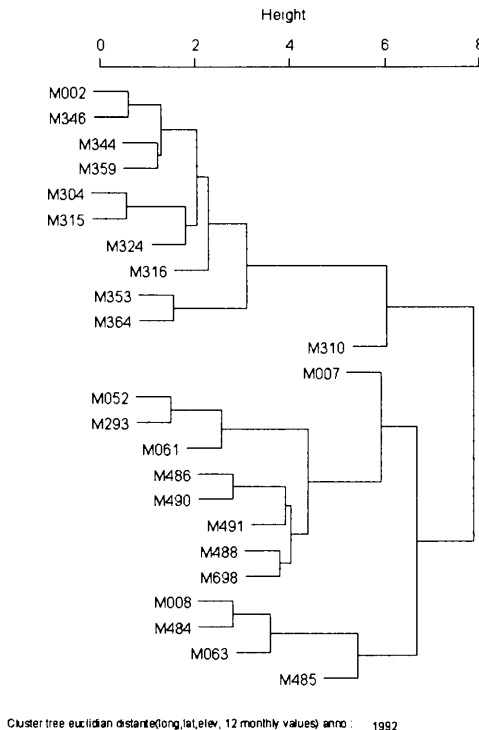 Height
0 2 4 6 8
M002
M346
M344
M359
M304
M315
M324
M316
M353
M364
M310
M007
M052
M293
M061
M486
M490
M491
M488
M698
M008
M484
M063
M485
Cluster tree euclidian distante(long,lat,elev, 12 monthly values) anno : 1992